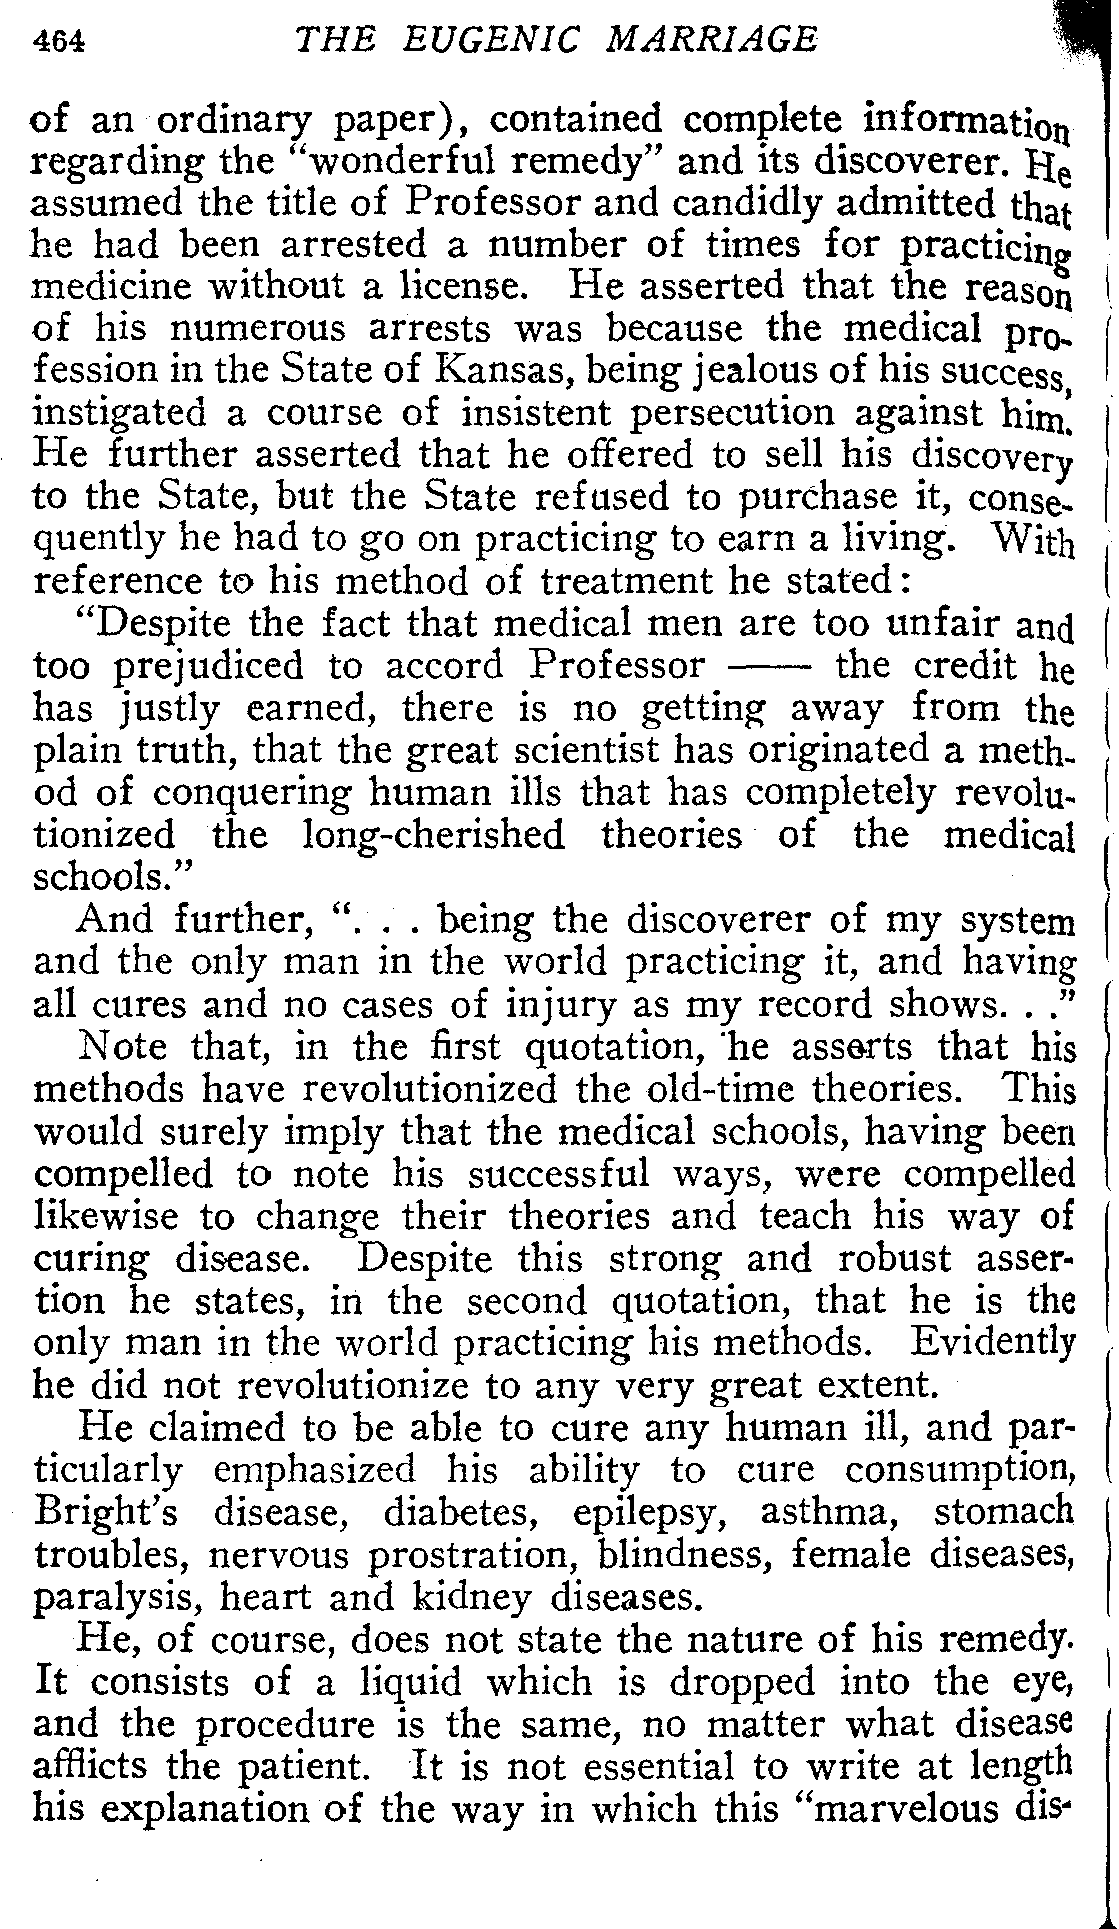 464 THE EUGENIC MARRIAGE
of an ordinary paper), contained complete information
regarding the "wonderful remedy" and its discoverer. He
assumed the title of Professor and candidly admitted that
he had been arrested a number of times for practicing
medicine without a license. He asserted that the reason
of his numerous arrests was because the medical pro-
fession in the State of Kansas, being jealous of his success,
instigated a course of insistent persecution against him.
He further asserted that he offered to sell his discovery
to the State, but the State refused to purchase it, conse-
quently he had to go on practicing to earn a living. With
reference to his method of treatment he stated:
"Despite the fact that medical men are too unfair and
too prejudiced to accord Professor —— the credit he
has justly earned, there is no getting away from the
plain truth, that the great scientist has originated a meth-
od of conquering human ills that has completely revolu-
tionized the long-cherished theories of the medical
schools."
And further, ". . . being the discoverer of my system
and the only man in the world practicing it, and having
all cures and no cases of injury as my record shows. . ."
Note that, in the first quotation, he asserts that his
methods have revolutionized the old-time theories. This
would surely imply that the medical schools, having been
compelled to note his successful ways, were compelled
likewise to change their theories and teach his way of
curing disease. Despite this strong and robust asser-
tion he states, in the second quotation, that he is the
only man in the world practicing his methods. Evidently
he did not revolutionize to any very great extent.
He claimed to be able to cure any human ill, and par-
ticularly emphasized his ability to cure consumption,
Bright's disease, diabetes, epilepsy, asthma, stomach
troubles, nervous prostration, blindness, female diseases,
paralysis, heart and kidney diseases.
He, of course, does not state the nature of his remedy.
It consists of a liquid which is dropped into the eye,
and the procedure is the same, no matter what disease
afflicts the patient. It is not essential to write at length
his explanation of the way in which this "marvelous dis-